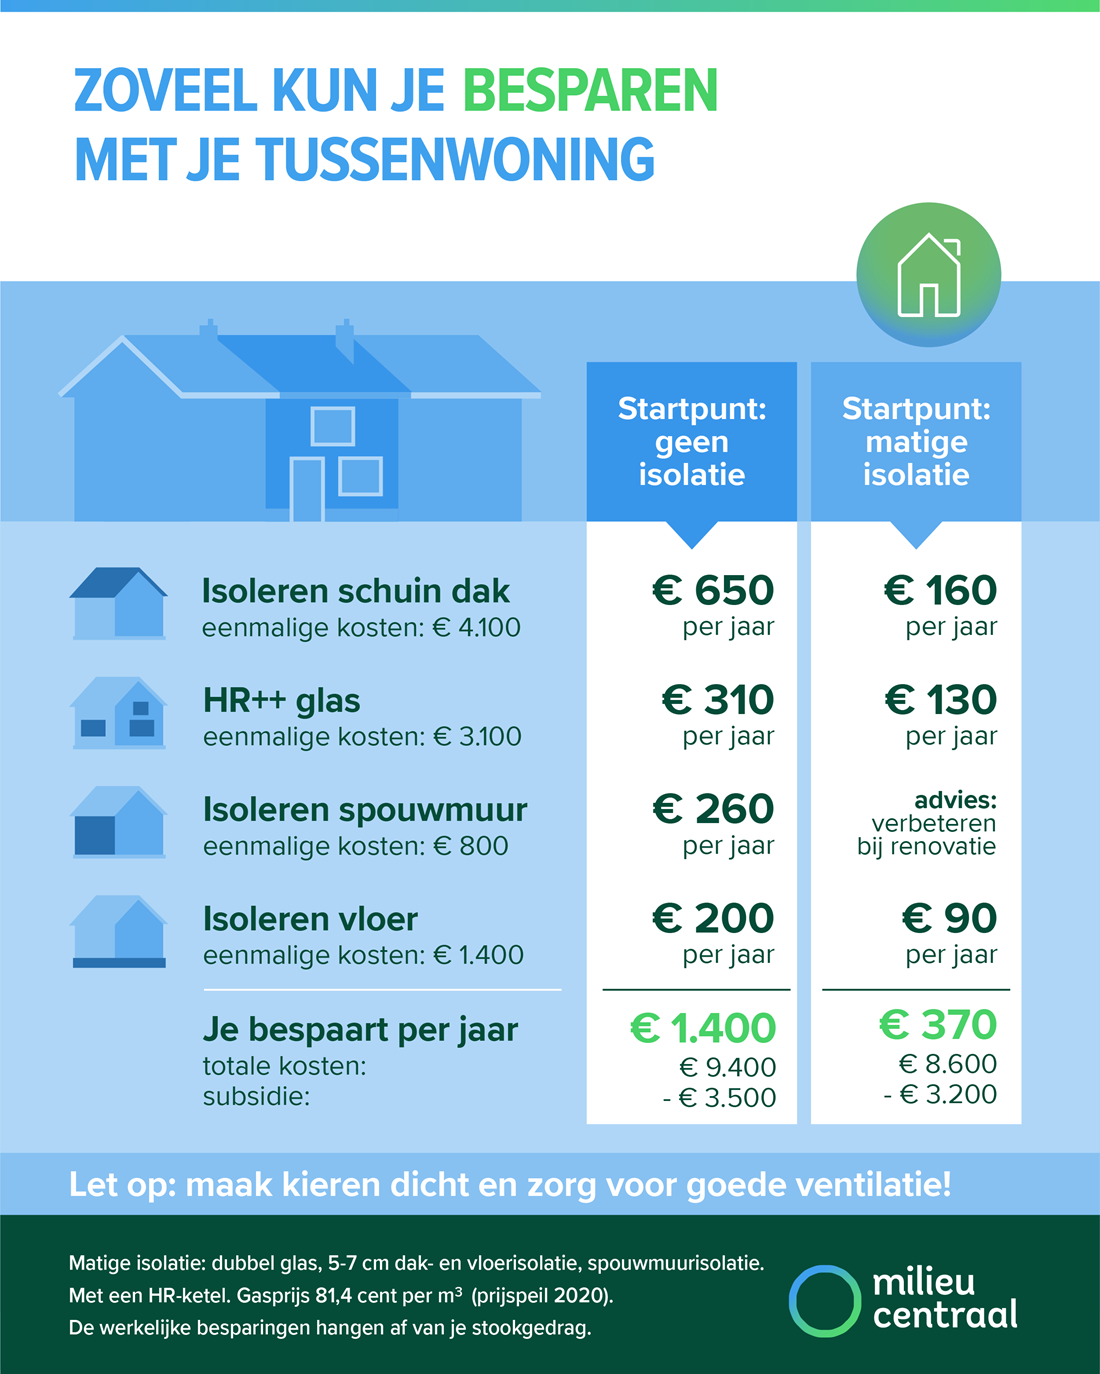 ZOVEEL KUN JE BESPAREN
MET JE TUSSENWONING
Startpunt:
geen
isolatie
Startpunt:
matige
isolatie
Isoleren schuin dak
eenmalige kosten: € 4.100
€ 650
per jaar
€ 160
per jaar
HR++ glas
eenmalige kosten: € 3.100
€ 310
per jaar
€ 130
per jaar
Isoleren spouwmuur
eenmalige kosten: € 800
€ 260
per jaar
advies:
verbeteren
bij renovatie
Isoleren vloer
eenmalige kosten: € 1.400
€ 200
per jaar
€ 90
per jaar
Je bespaart per jaar
totale kosten:
subsidie:
€ 1.400
€ 9.400
- € 3.500
€ 370
€ 8.600
- € 3.200
Let op: maak kieren dicht en zorg voor goede ventilatie!
Matige isolatie: dubbel glas, 5-7 cm dak- en vloerisolatie, spouwmuurisolatie.
Met een HR-ketel. Gasprijs 81,4 cent per m³ (prijspeil 2020).
De werkelijke besparingen hangen af van je stookgedrag.
milieu
centraal